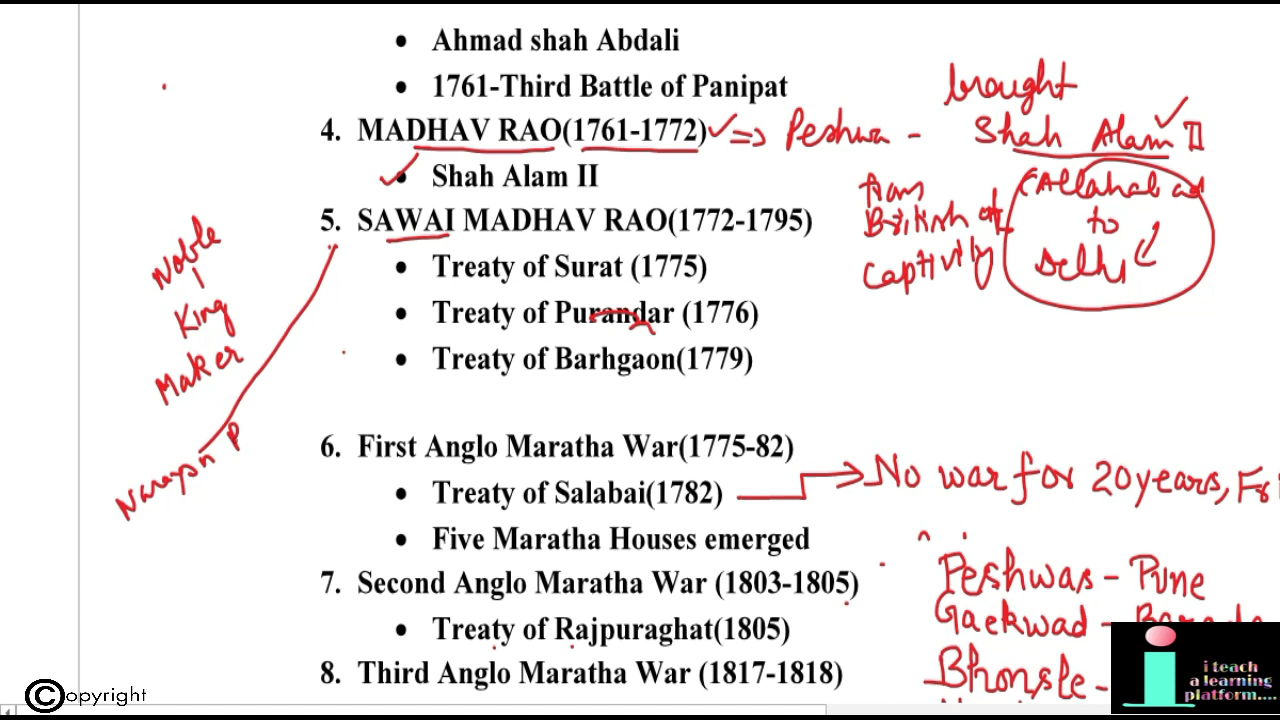 • Ahmad shah Abdali
• 1761-Third Battle of Panipat
4. MADHAV RAO(1761-1772) => Peshwa - brought Shah Alam II
• Shah Alam II
from British captivity
(Allahabad to Delhi
5. SAWAI MADHAV RAO(1772-1795)
• Treaty of Surat (1775)
• Treaty of Purandar (1776)
• Treaty of Barhgaon(1779)
Noble
King
Maker
Narayan P
6. First Anglo Maratha War(1775-82)
• Treaty of Salabai(1782) → No war for 20 years,
• Five Maratha Houses emerged
Peshwas - Pune
7. Second Anglo Maratha War (1803-1805)
Gaekwad -
• Treaty of Rajpuraghat(1805)
8. Third Anglo Maratha War (1817-1818)
Bhonsle -
i teach
a learning
platform....
©opyright